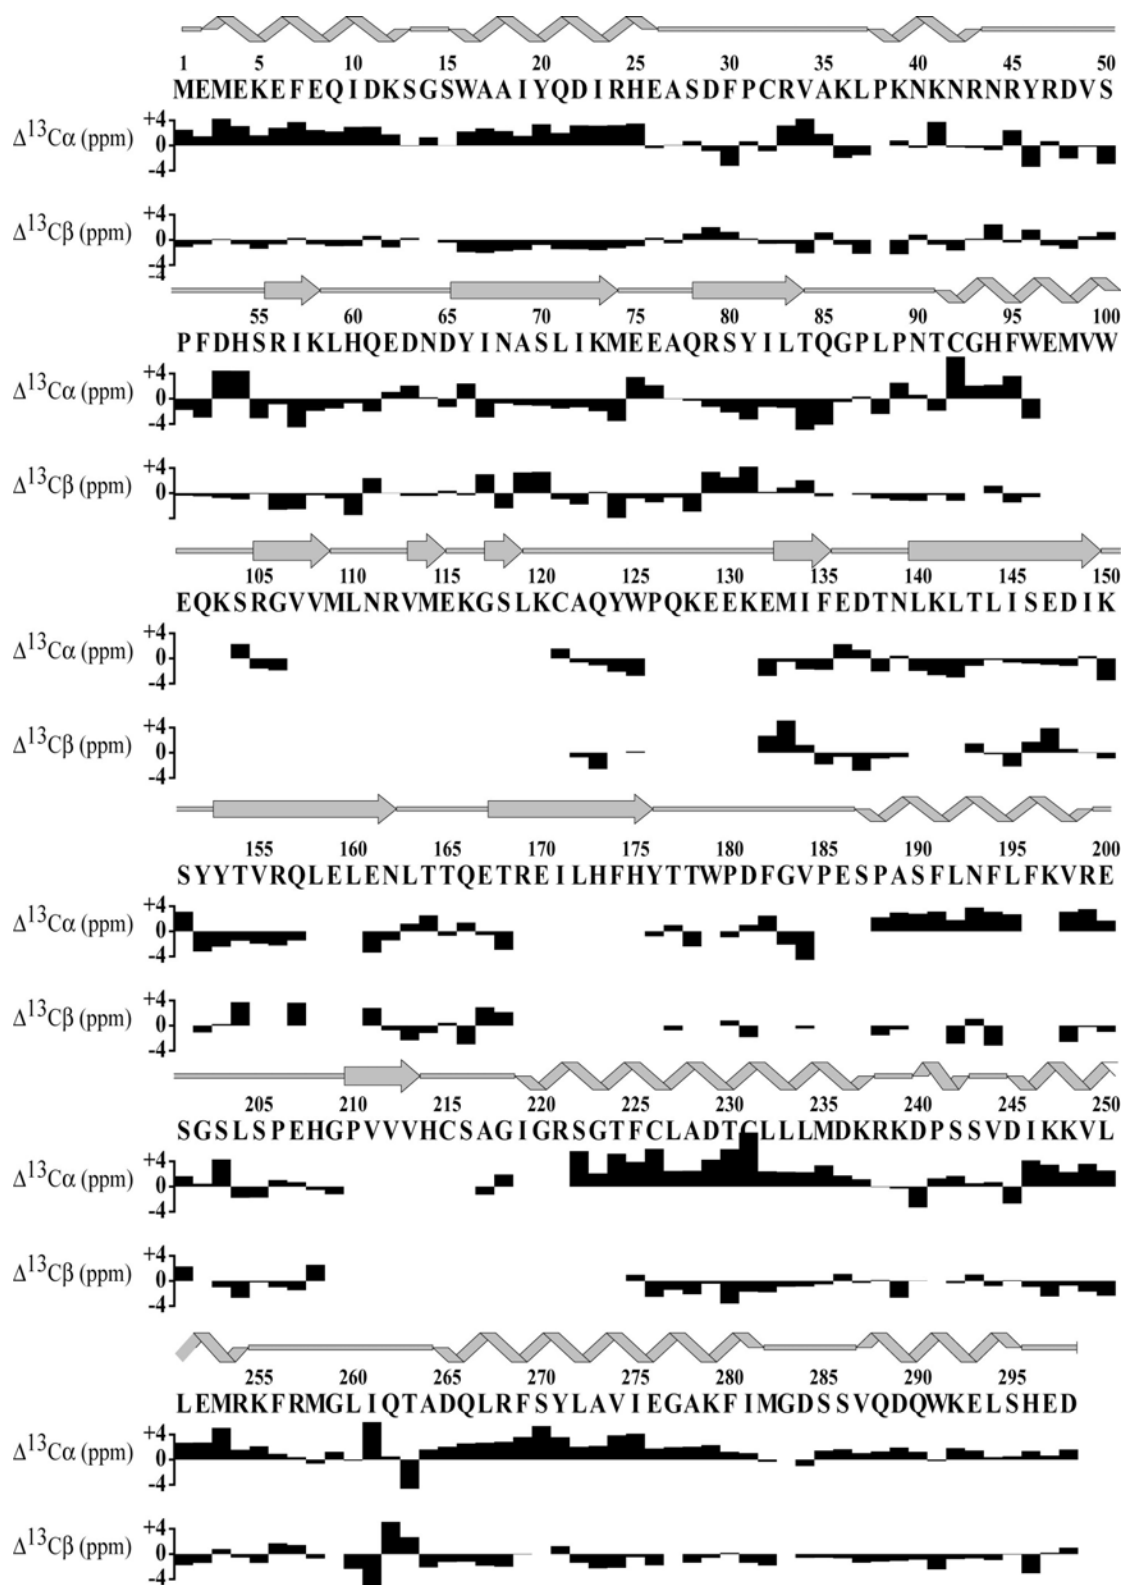 1 5 10 15 20 25 30 35 40 45 50
MEMEKEFEQIDKSGSWAAIYQDIRHEASDFPCRVAKLPKNKNRNRYRDVS
Δ¹³Cα (ppm) +4 0 -4
Δ¹³Cβ (ppm) +4 0 -4
55 60 65 70 75 80 85 90 95 100
PFDHSRIKLHQEDNDYINASLIKMEEAQRSYILTQGPLPNTCGHFWEMVW
Δ¹³Cα (ppm) +4 0 -4
Δ¹³Cβ (ppm) +4 0
105 110 115 120 125 130 135 140 145 150
EQKSRGVVMLNRVMEKGSLKCAQYWPQKEEKEMIFEDTNLKLTLISEDIK
Δ¹³Cα (ppm) +4 0 -4
Δ¹³Cβ (ppm) +4 0 -4
155 160 165 170 175 180 185 190 195 200
SYYTVRQLELENLTTQETREILHFHYTTWPDFGVPESPASFLNFLFKVRE
Δ¹³Cα (ppm) +4 0 -4
Δ¹³Cβ (ppm) +4 0 -4
205 210 215 220 225 230 235 240 245 250
SGSLSPEHGPVVVHCSAGIGRSGTFCLADTCLLLMDKRKDPSSVDIKKVL
Δ¹³Cα (ppm) +4 0 -4
Δ¹³Cβ (ppm) +4 0 -4
255 260 265 270 275 280 285 290 295
LEMRKFRMGLIQTADQLRFSYLAVIEGAKFIMGDSSVQDQWKELSHED
Δ¹³Cα (ppm) +4 0 -4
Δ¹³Cβ (ppm) +4 0 -4